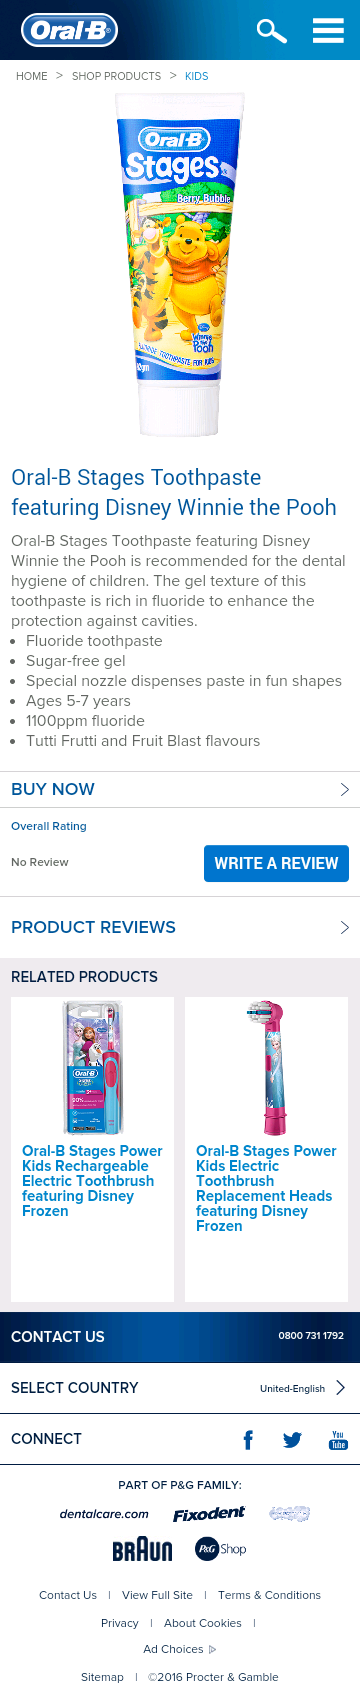 Oral-B
HOME > SHOP PRODUCTS > KIDS
Oral-B
Stages
Berry Bubble
Disney
Winnie
the
Pooh
FLUORIDE TOOTHPASTE FOR KIDS
Oral-B Stages Toothpaste
featuring Disney Winnie the Pooh
Oral-B Stages Toothpaste featuring Disney
Winnie the Pooh is recommended for the dental
hygiene of children. The gel texture of this
toothpaste is rich in fluoride to enhance the
protection against cavities.
• Fluoride toothpaste
• Sugar-free gel
• Special nozzle dispenses paste in fun shapes
• Ages 5-7 years
• 1100ppm fluoride
• Tutti Frutti and Fruit Blast flavours
BUY NOW
Overall Rating
No Review
WRITE A REVIEW
PRODUCT REVIEWS
RELATED PRODUCTS
Oral-B
90%
Oral-B Stages Power
Kids Rechargeable
Electric Toothbrush
featuring Disney
Frozen
Oral-B Stages Power
Kids Electric
Toothbrush
Replacement Heads
featuring Disney
Frozen
CONTACT US 0800 731 1792
SELECT COUNTRY United-English
CONNECT
You
Tube
PART OF P&G FAMILY:
dentalcare.com Fixodent
BRAUN P&G Shop
Contact Us | View Full Site | Terms & Conditions
Privacy | About Cookies |
Ad Choices
Sitemap | ©2016 Procter & Gamble